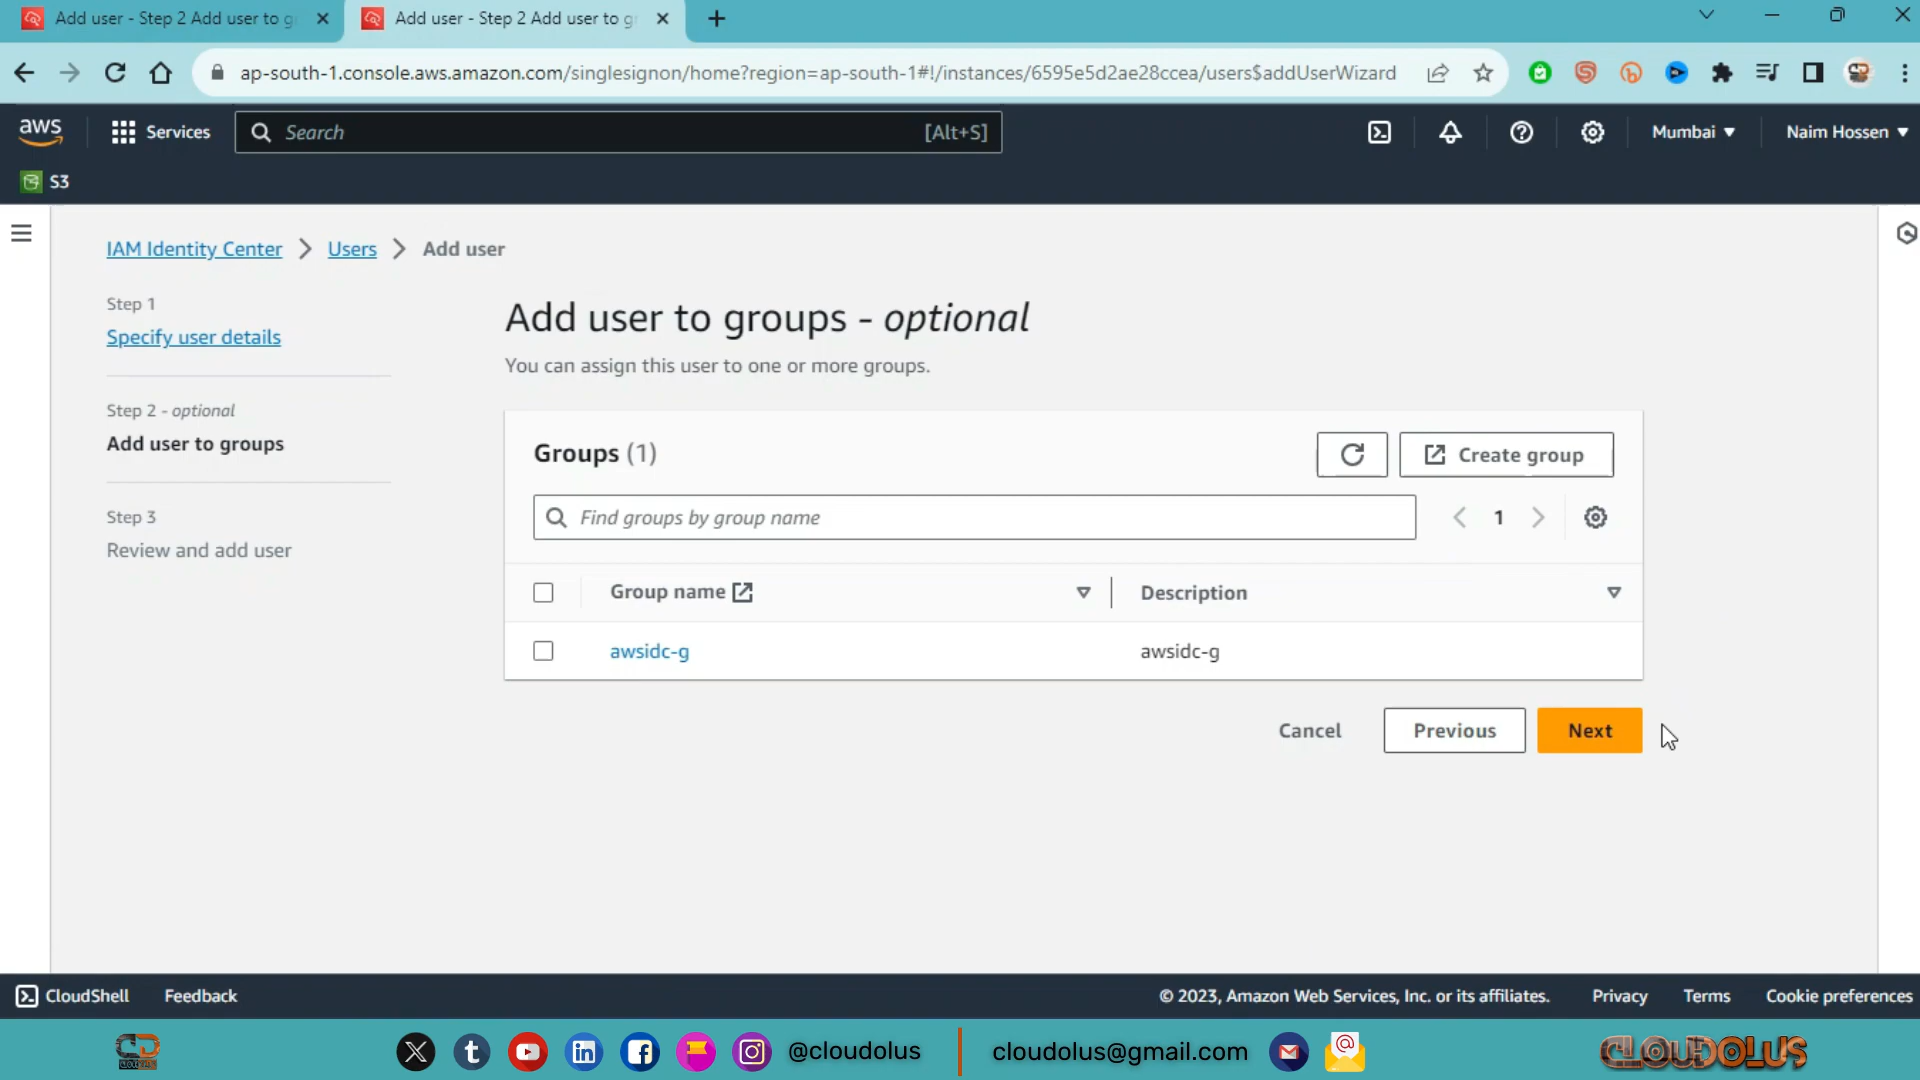 Add user - Step 2 Add user to g
Add user - Step 2 Add user to g
ap-south-1.console.aws.amazon.com/singlesignon/home?region=ap-south-1#!/instances/6595e5d2ae28ccea/users$addUserWizard
aws
Services
Search
[Alt+S]
Mumbai
Naim Hossen
S3
IAM Identity Center
Users
Add user
Step 1
Specify user details
Step 2 - optional
Add user to groups
Step 3
Review and add user
Add user to groups - optional
You can assign this user to one or more groups.
Groups (1)
Create group
Find groups by group name
1
Group name
Description
awsidc-g
awsidc-g
Cancel
Previous
Next
CloudShell
Feedback
© 2023, Amazon Web Services, Inc. or its affiliates.
Privacy
Terms
Cookie preferences
@cloudolus
cloudolus@gmail.com
CLOUDOLUS